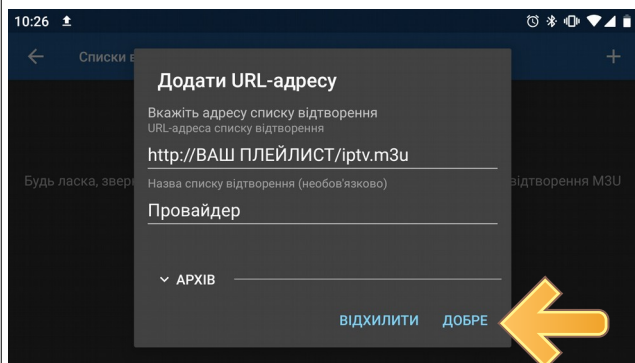 10:26
Списки в
+
Додати URL-адресу
Вкажіть адресу списку відтворення
URL-адреса списку відтворення
http://ВАШ ПЛЕЙЛИСТ/iptv.m3u
Будь ласка, звер
Назва списку відтворення (необов'язково)
відтворення M3U
Провайдер
АРХІВ
ВІДХИЛИТИ ДОБРЕ